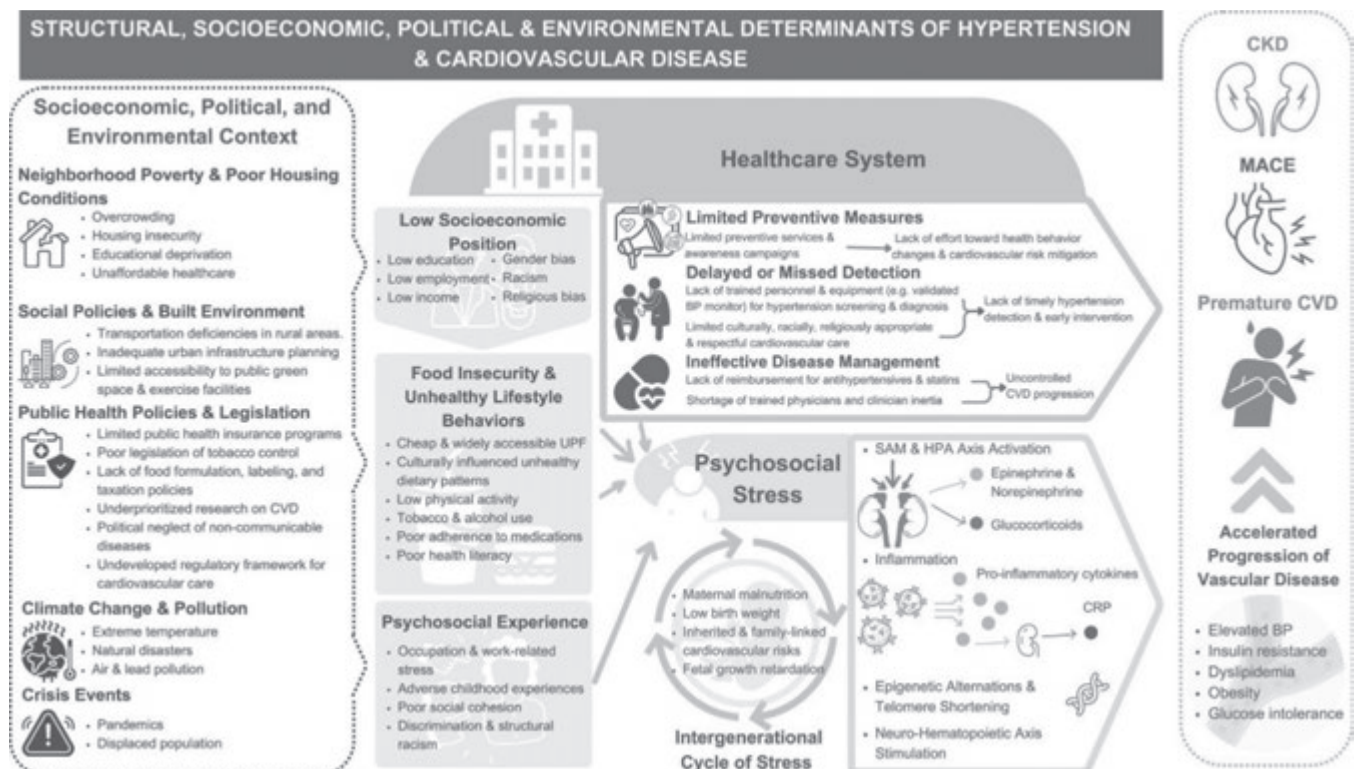 STRUCTURAL, SOCIOECONOMIC, POLITICAL & ENVIRONMENTAL DETERMINANTS OF HYPERTENSION
& CARDIOVASCULAR DISEASE
Socioeconomic, Political, and
Environmental Context
Neighborhood Poverty & Poor Housing
Conditions
• Overcrowding
• Housing insecurity
• Educational deprivation
• Unaffordable healthcare
Social Policies & Built Environment
• Transportation deficiencies in rural areas.
• Inadequate urban infrastructure planning
• Limited accessibility to public green
space & exercise facilities
Public Health Policies & Legislation
• Limited public health insurance programs
• Poor legislation of tobacco control
• Lack of food formulation, labeling, and
taxation policies
• Underprioritized research on CVD
• Political neglect of non-communicable
diseases
• Undeveloped regulatory framework for
cardiovascular care
Climate Change & Pollution
• Extreme temperature
• Natural disasters
• Air & lead pollution
Crisis Events
• Pandemics
• Displaced population
Low Socioeconomic
Position
• Low education
• Low employment
• Low income
• Gender bias
• Racism
• Religious bias
Food Insecurity &
Unhealthy Lifestyle
Behaviors
• Cheap & widely accessible UPF
• Culturally influenced unhealthy
dietary patterns
• Low physical activity
• Tobacco & alcohol use
• Poor adherence to medications
• Poor health literacy
Psychosocial Experience
• Occupation & work-related
stress
• Adverse childhood experiences
• Poor social cohesion
• Discrimination & structural
racism
Healthcare System
Limited Preventive Measures
Limited preventive services &
awareness campaigns
Lack of effort toward health behavior
changes & cardiovascular risk mitigation
Delayed or Missed Detection
Lack of trained personnel & equipment (e.g. validated
BP monitor) for hypertension screening & diagnosis
Limited culturally, racially, religiously appropriate
& respectful cardiovascular care
Lack of timely hypertension
detection & early intervention
Ineffective Disease Management
Lack of reimbursement for antihypertensives & statins
Shortage of trained physicians and clinician inertia
Uncontrolled
CVD progression
Psychosocial
Stress
• Maternal malnutrition
• Low birth weight
• Inherited & family-linked
cardiovascular risks
• Fetal growth retardation
Intergenerational
Cycle of Stress
• SAM & HPA Axis Activation
Epinephrine &
Norepinephrine
Glucocorticoids
• Inflammation
Pro-inflammatory cytokines
CRP
• Epigenetic Alternations &
Telomere Shortening
• Neuro-Hematopoietic Axis
Stimulation
CKD
MACE
Premature CVD
Accelerated
Progression of
Vascular Disease
• Elevated BP
• Insulin resistance
• Dyslipidemia
• Obesity
• Glucose intolerance